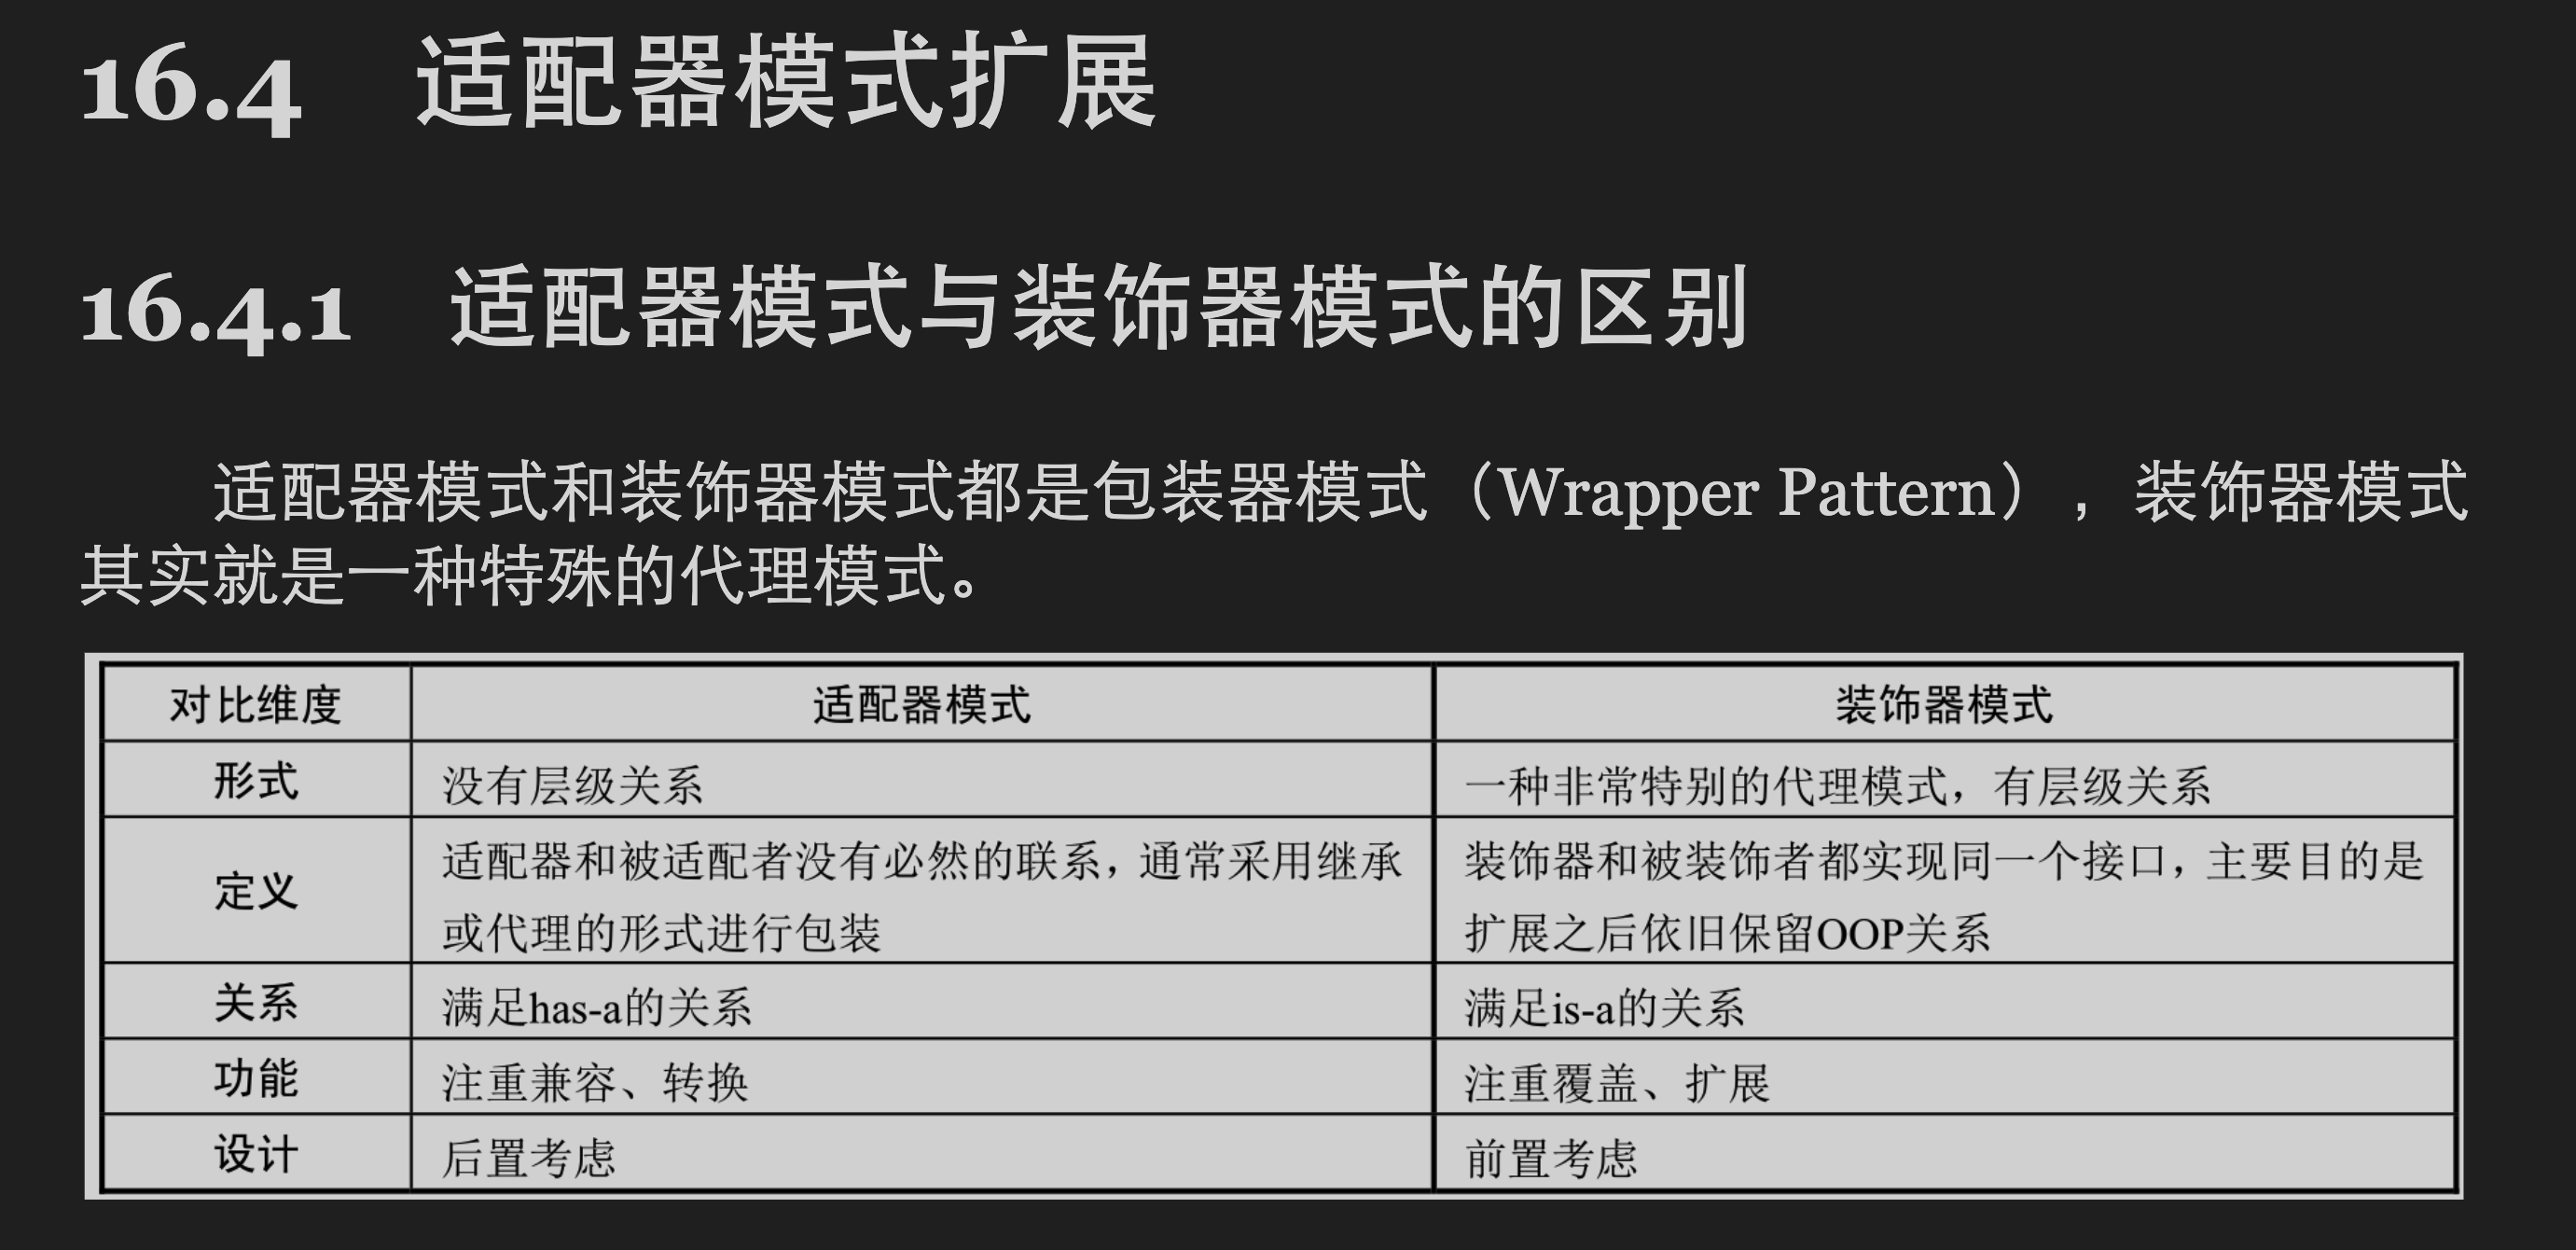 16.4 适配器模式扩展
16.4.1 适配器模式与装饰器模式的区别
适配器模式和装饰器模式都是包装器模式（Wrapper Pattern），装饰器模式
其实就是一种特殊的代理模式。
对比维度 适配器模式 装饰器模式
形式 没有层级关系 一种非常特别的代理模式，有层级关系
定义 适配器和被适配者没有必然的联系，通常采用继承
或代理的形式进行包装
装饰器和被装饰者都实现同一个接口，主要目的是
扩展之后依旧保留OOP关系
关系 满足has-a的关系 满足is-a的关系
功能 注重兼容、转换 注重覆盖、扩展
设计 后置考虑 前置考虑